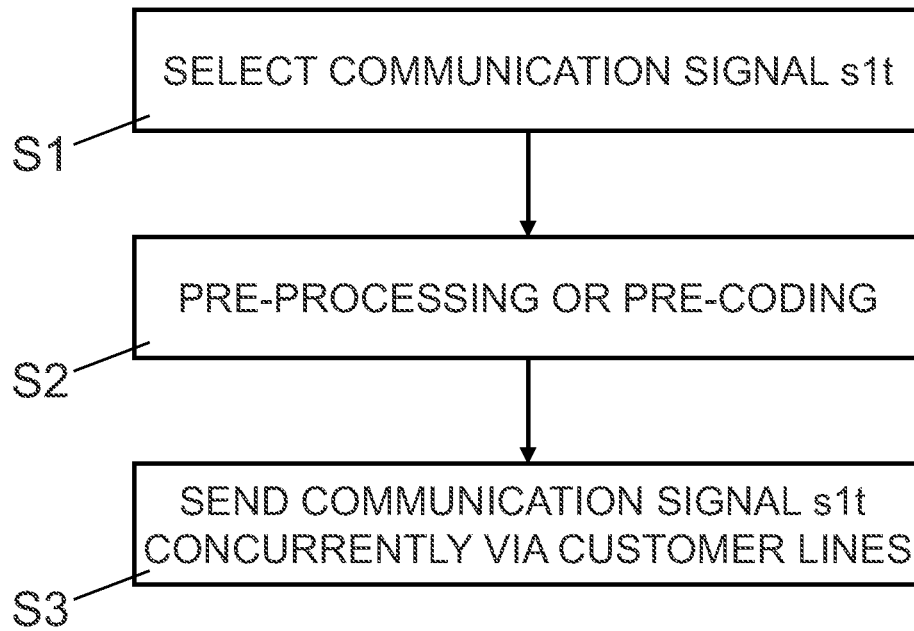 SELECT COMMUNICATION SIGNAL s1t
S1
PRE-PROCESSING OR PRE-CODING
S2
SEND COMMUNICATION SIGNAL s1t
CONCURRENTLY VIA CUSTOMER LINES
S3